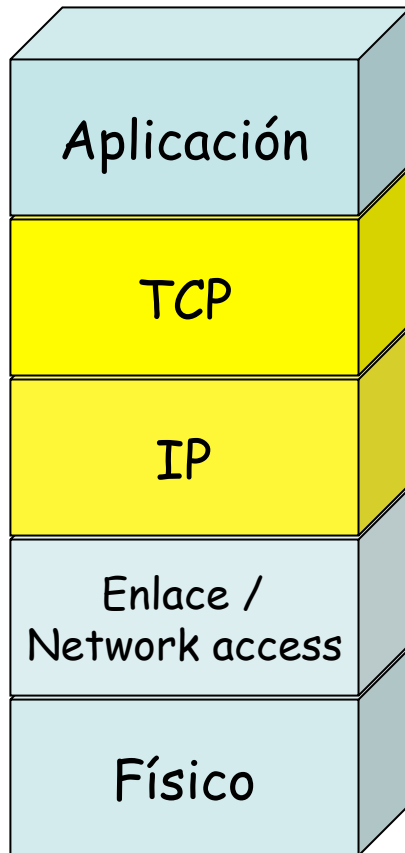 Aplicación
TCP
IP
Enlace /
Network access
Físico